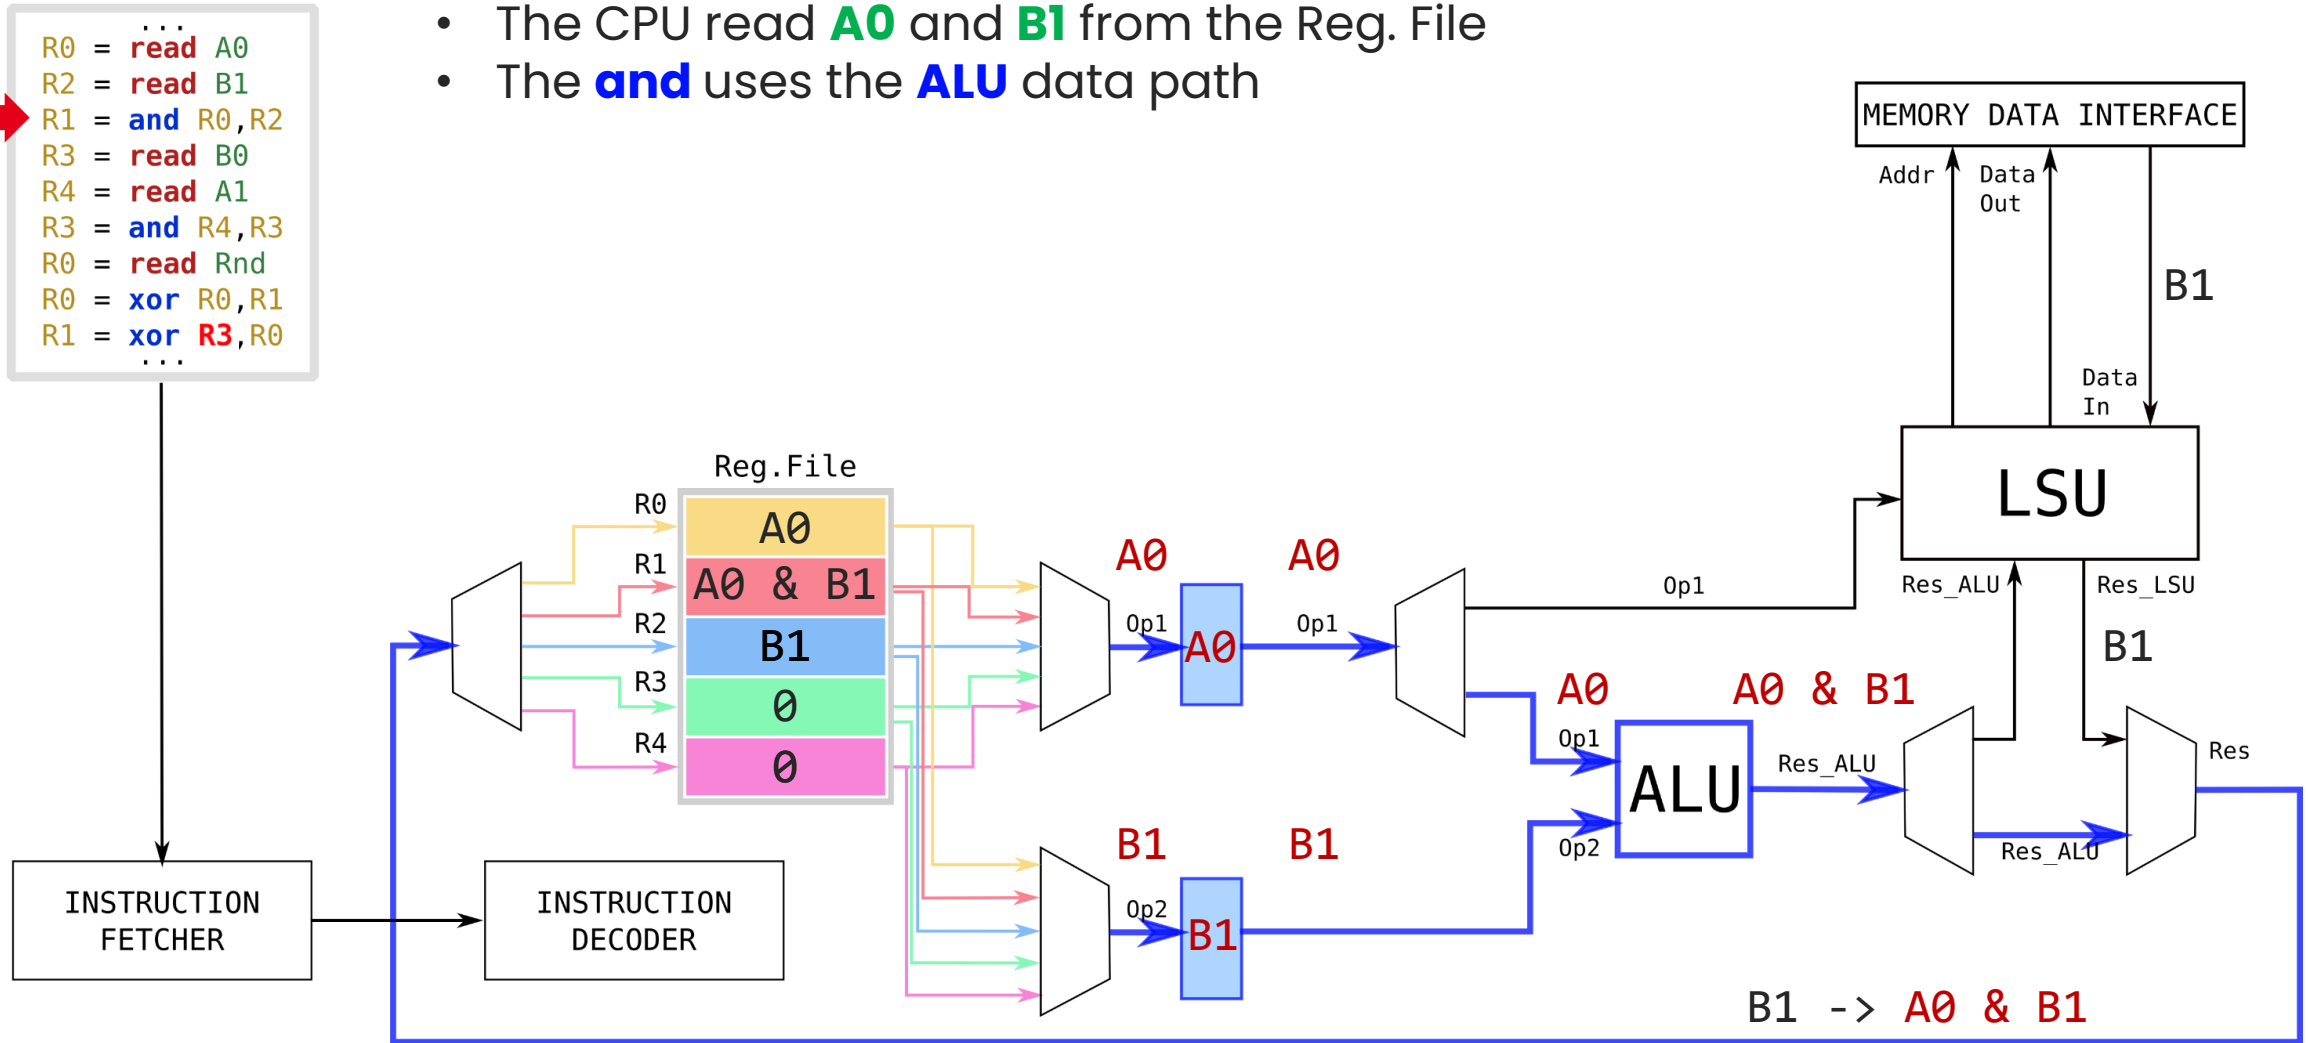 ...
R0 = read A0
R2 = read B1
R1 = and R0,R2
R3 = read B0
R4 = read A1
R3 = and R4,R3
R0 = read Rnd
R0 = xor R0,R1
R1 = xor R3,R0
...
• The CPU read A0 and B1 from the Reg. File
• The and uses the ALU data path
MEMORY DATA INTERFACE
Addr
Data
Out
B1
Data
In
LSU
Reg.File
R0
A0
R1
A0 & B1
R2
B1
R3
0
R4
0
A0
A0
Op1
A0
Op1
Op1
Res_ALU
Res_LSU
B1
A0
A0 & B1
Op1
ALU
Op2
Res_ALU
Res_ALU
Res
B1
B1
Op2
B1
INSTRUCTION
FETCHER
INSTRUCTION
DECODER
B1 -> A0 & B1